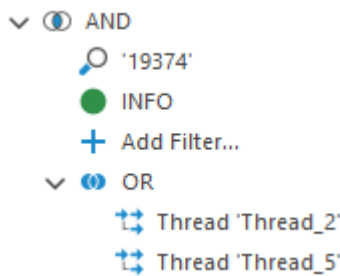 AND
'19374'
INFO
Add Filter...
OR
Thread 'Thread_2'
Thread 'Thread_5'